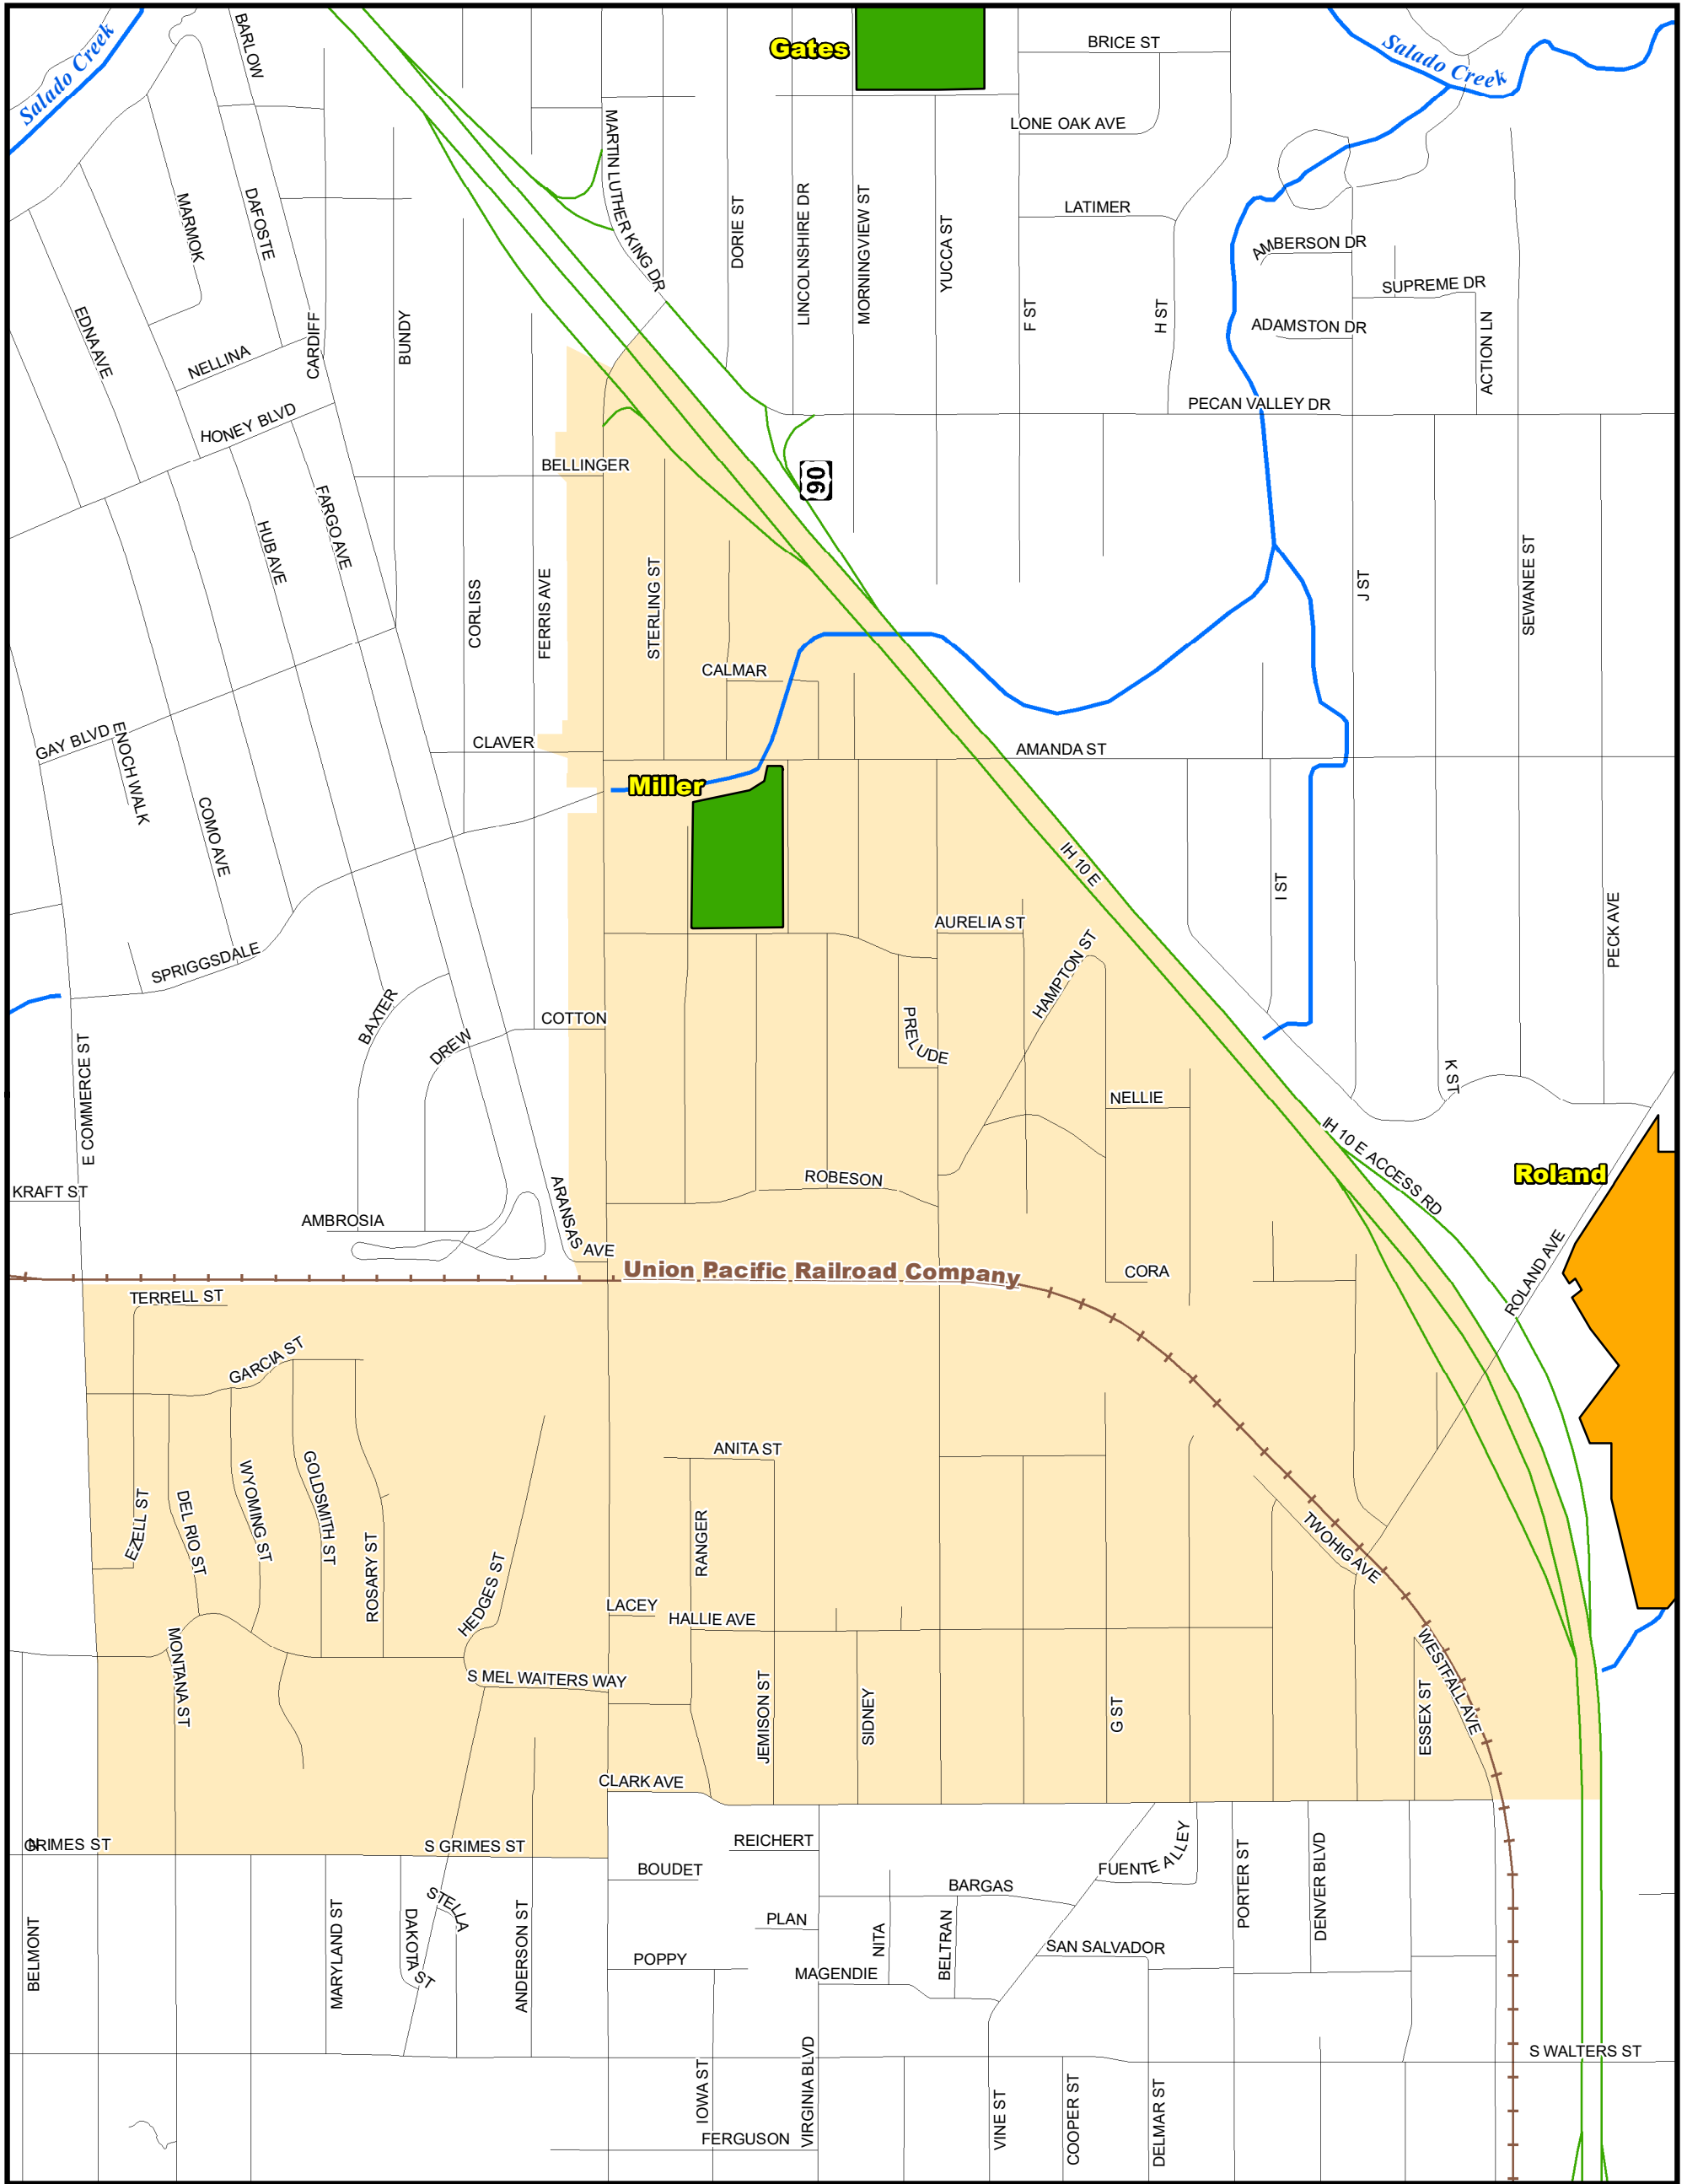 Salado Creek
BARLOW
Gates
BRICE ST
Salado Creek
LONE OAK AVE
MARTIN LUTHER KING DR
MARMOK
DAFOSTE
DORIE ST
LINCOLNSHIRE DR
MORNINGVIEW ST
YUCCA ST
LATIMER
AMBERSON DR
SUPREME DR
F ST
H ST
ADAMSTON DR
ACTION LN
EDNA AVE
NELLINA
CARDIFF
BUNDY
HONEY BLVD
PECAN VALLEY DR
BELLINGER
90
FARGO AVE
HUB AVE
CORLISS
FERRIS AVE
STERLING ST
J ST
SEWANEE ST
CALMAR
GAY BLVD
ENOCH WALK
CLAVER
AMANDA ST
Miller
COMO AVE
IH 10 E
I ST
PECK AVE
AURELIA ST
SPRIGGSDALE
HAMPTON ST
BAXTER
DREW
COTTON
PRELUDE
E COMMERCE ST
NELLIE
K ST
IH 10 E ACCESS RD
Roland
KRAFT ST
ROBESON
AMBROSIA
ARANSAS AVE
Union Pacific Railroad Company
CORA
ROLAND AVE
TERRELL ST
GARCIA ST
ANITA ST
EZELL ST
DEL RIO ST
WYOMING ST
GOLDSMITH ST
ROSARY ST
HEDGES ST
RANGER
TWOHIG AVE
LACEY
HALLIE AVE
MONTANA ST
S MEL WAITERS WAY
JEMISON ST
SIDNEY
G ST
ESSEX ST
WESTFALL AVE
CLARK AVE
GRIMES ST
S GRIMES ST
REICHERT
BOUDET
FUENTE ALLEY
PORTER ST
DENVER BLVD
BARGAS
BELMONT
MARYLAND ST
DAKOTA ST
STELLA
ANDERSON ST
PLAN
NITA
BELTRAN
SAN SALVADOR
POPPY
MAGENDIE
S WALTERS ST
IOWA ST
VIRGINIA BLVD
VINE ST
COOPER ST
DELMAR ST
FERGUSON